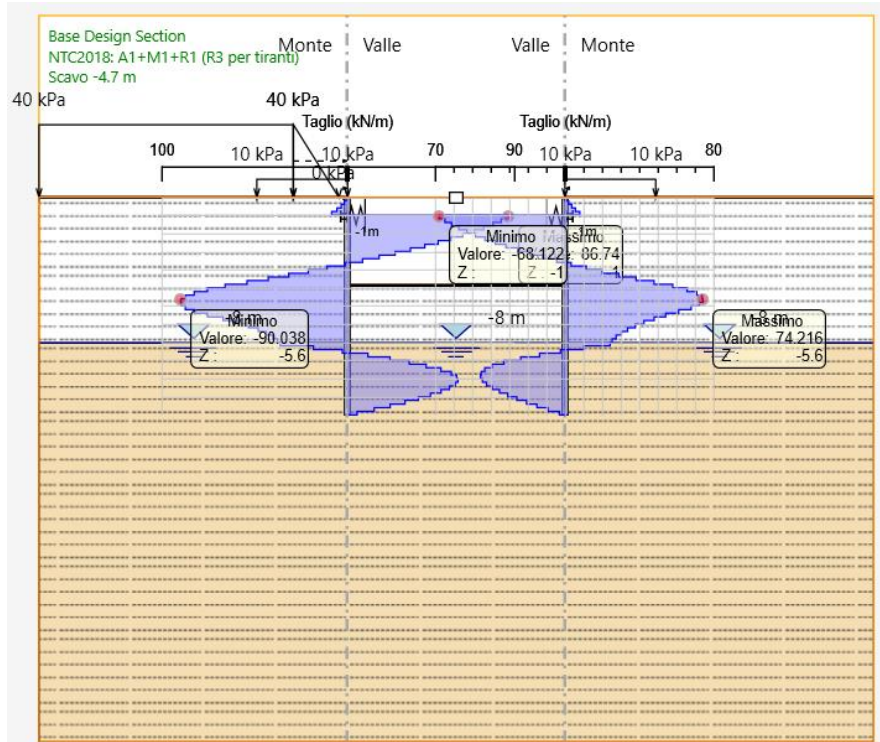 Base Design Section
NTC2018: A1+M1+R1 (R3 per tiranti)
Scavo -4.7 m
Monte
Valle
Valle
Monte
40 kPa
40 kPa
Taglio (kN/m)
Taglio (kN/m)
100
10 kPa
10 kPa
70
90
10 kPa
10 kPa
80
0 kPa
-1m
-1m
Minimo
Valore: -68.122
Z : -1
Massimo
86.74
-8 m
-8 m
-8 m
Minimo
Valore: -90.038
Z : -5.6
Massimo
Valore: 74.216
Z : -5.6